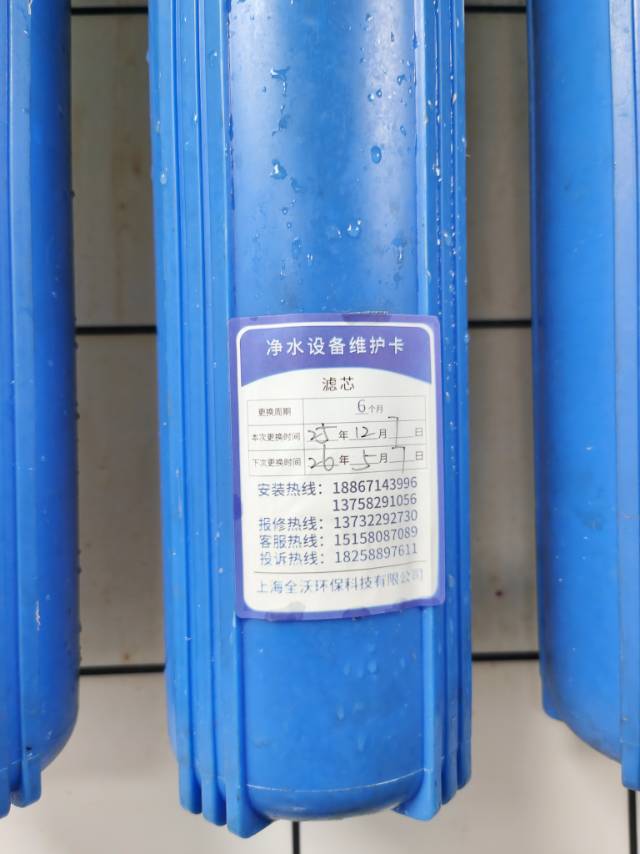 净水设备维护卡
滤芯
更换周期 6个月
本次更换时间 25年12月7日
下次更换时间 26年5月7日
安装热线：18867143996
13758291056
报修热线：13732292730
客服热线：15158087089
投诉热线：18258897611
上海全沃环保科技有限公司